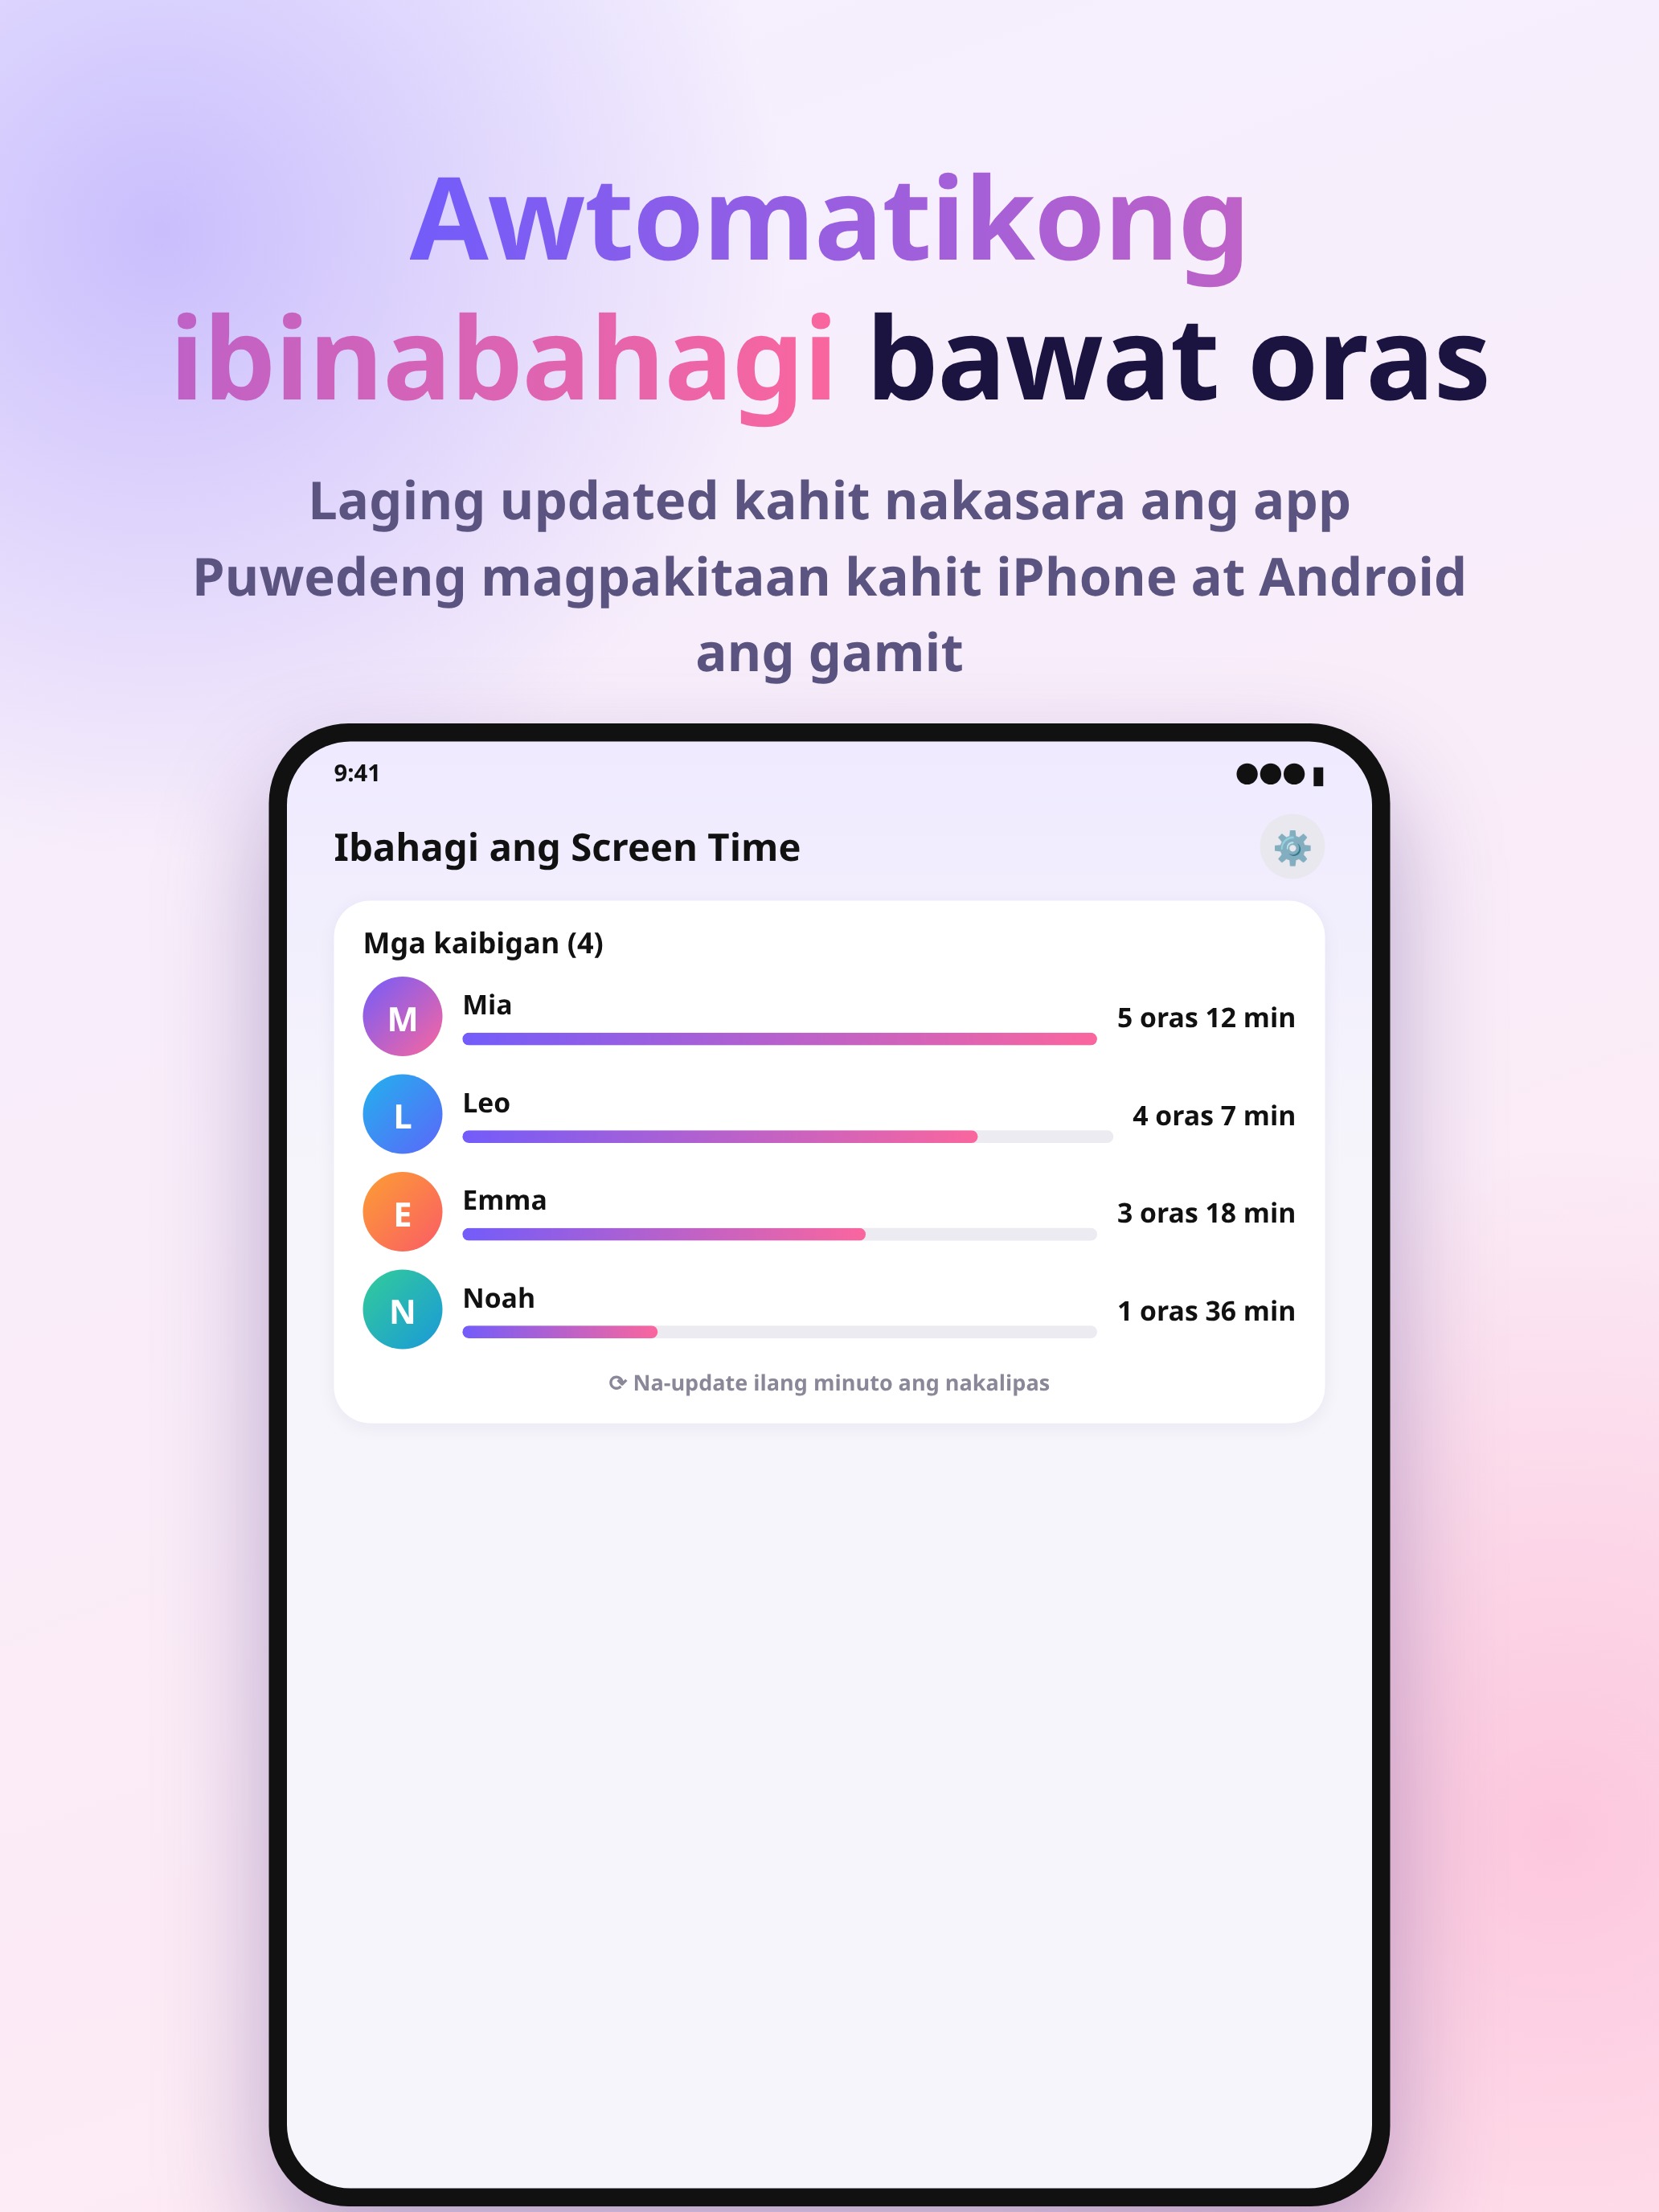 Awtomatikong
ibinabahagi bawat oras
Laging updated kahit nakasara ang app
Puwedeng magpakitaan kahit iPhone at Android
ang gamit
9:41
Ibahagi ang Screen Time
Mga kaibigan (4)
M
Mia
5 oras 12 min
L
Leo
4 oras 7 min
E
Emma
3 oras 18 min
N
Noah
1 oras 36 min
⟳ Na-update ilang minuto ang nakalipas